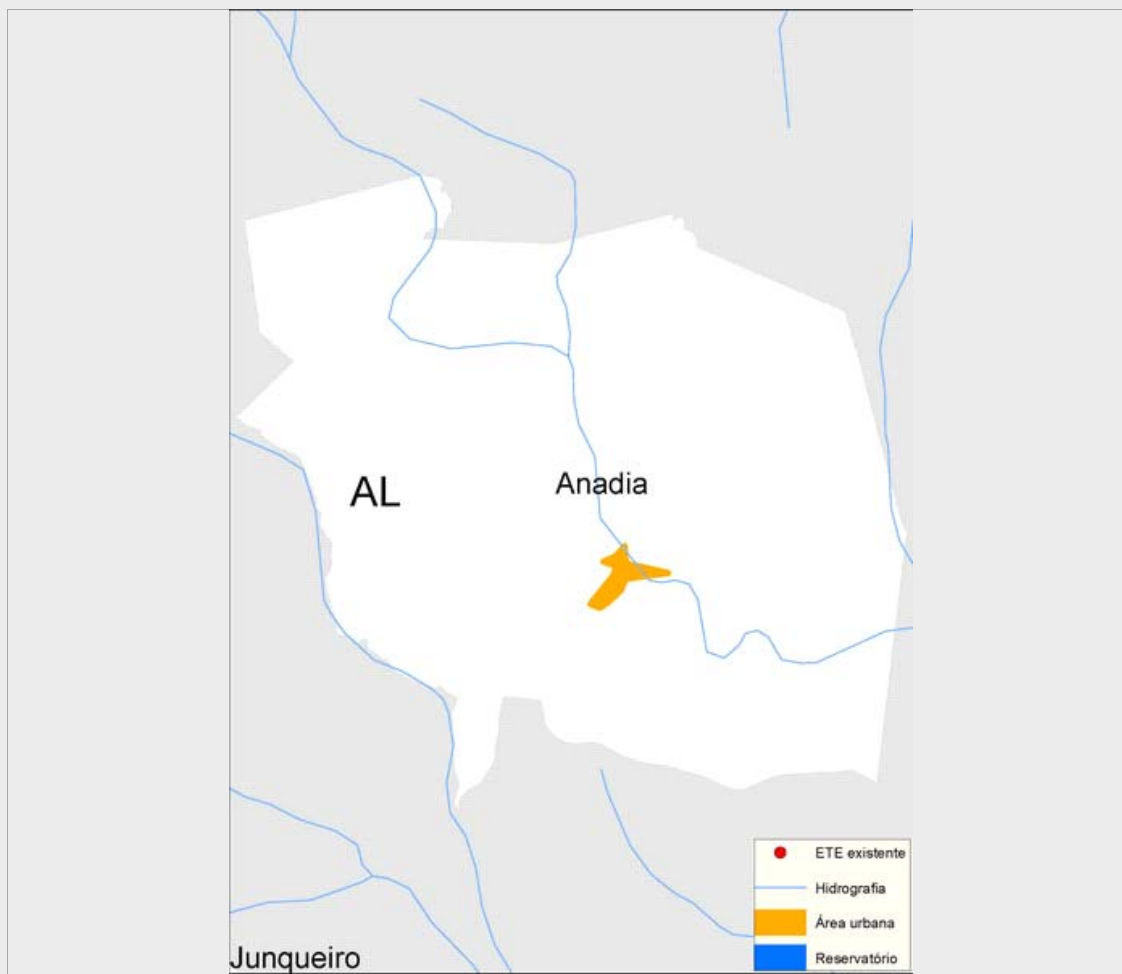 AL
Anadia
ETE existente
Hidrografia
Área urbana
Reservatório
Junqueiro